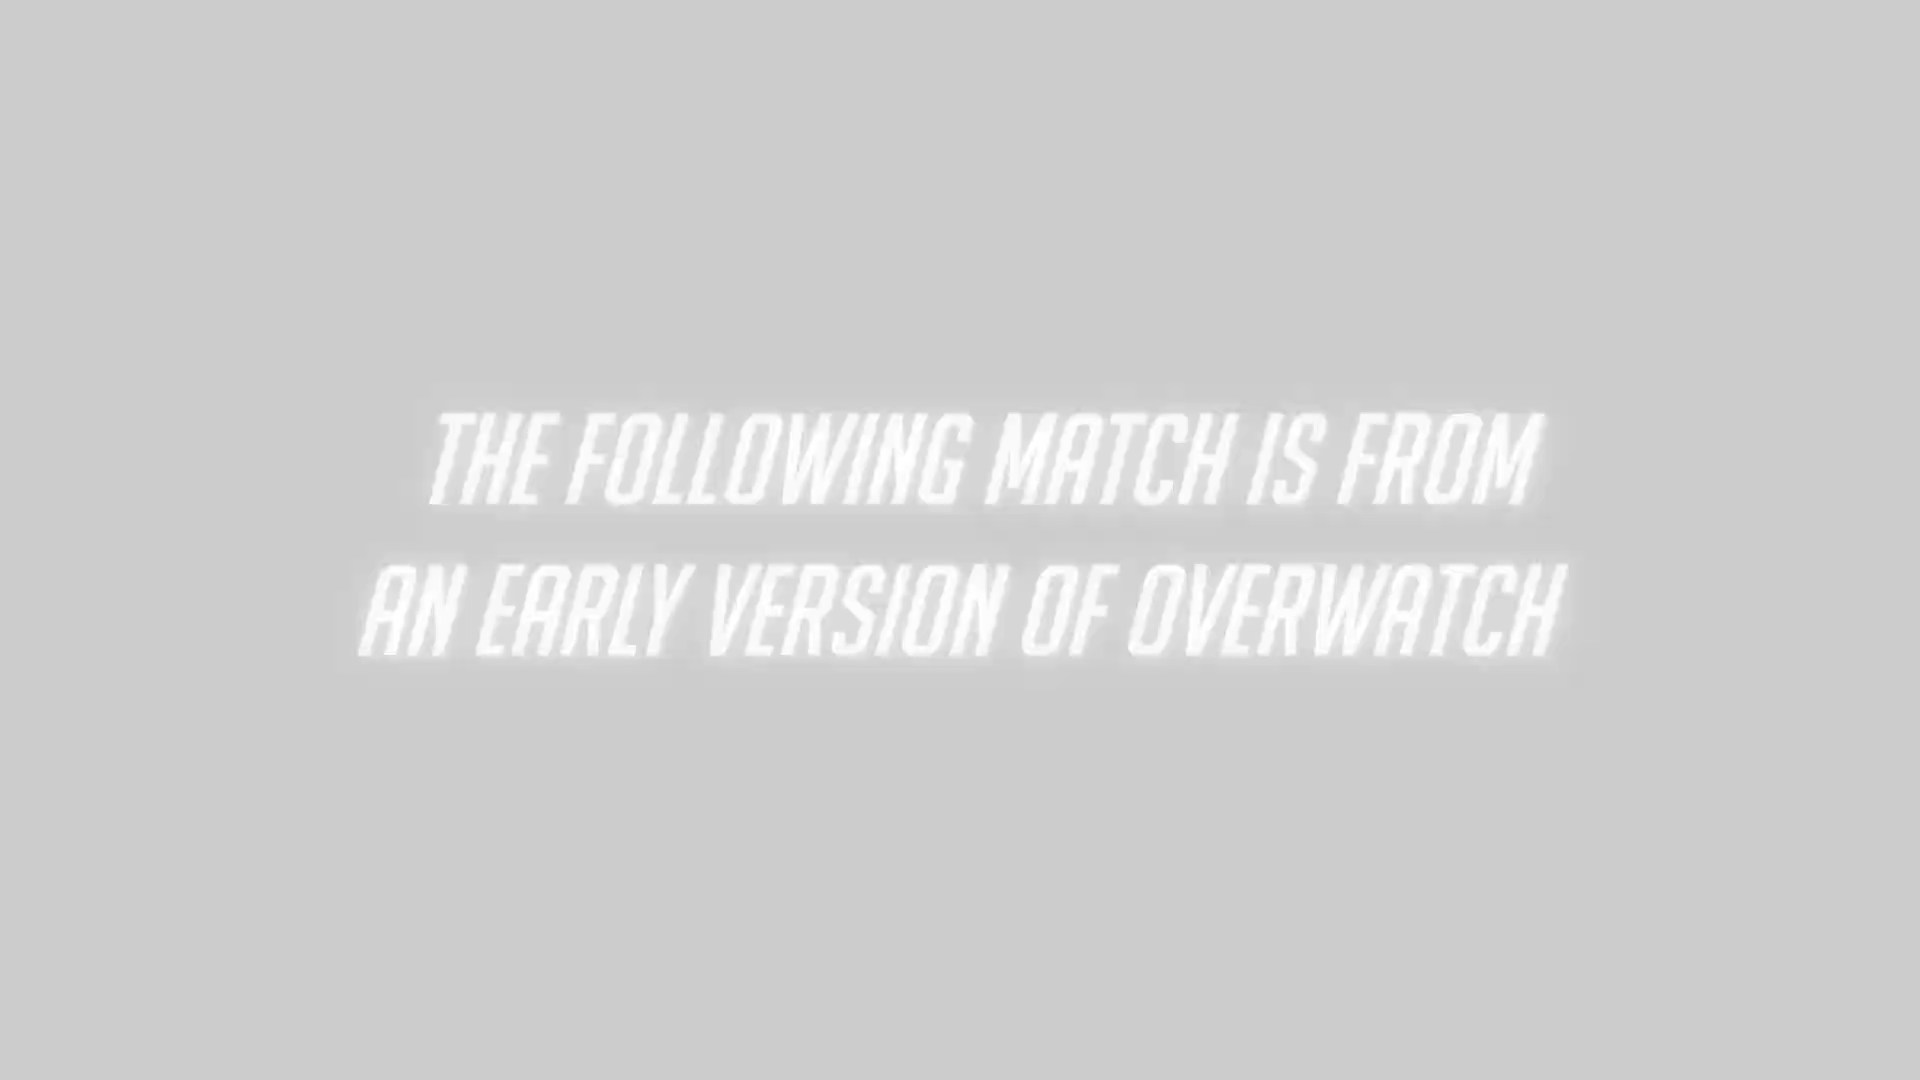 THE FOLLOWING MATCH IS FROM
AN EARLY VERSION OF OVERWATCH